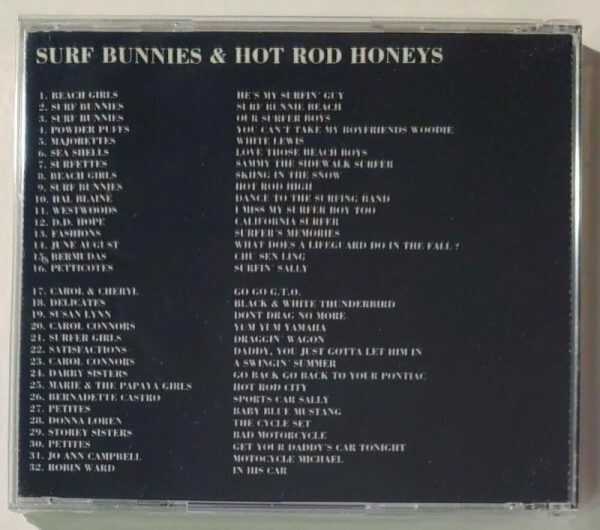 SURF BUNNIES & HOT ROD HONEYS
1. BEACH GIRLS HE'S MY SURFIN' GUY
2. SURF BUNNIES SURF BUNNIE BEACH
3. SURF BUNNIES OUR SURFER BOYS
4. POWDER PUFFS YOU CAN'T TAKE MY BOYFRIENDS WOODIE
5. MAJORETTES WHITE LEWIS
6. SEA SHELLS LOVE THOSE BEACH BOYS
7. SURFETTES SAMMY THE SIDEWALK SURFER
8. BEACH GIRLS SKIING IN THE SNOW
9. SURF BUNNIES HOT ROD HIGH
10. HAL BLAINE DANCE TO THE SURFING BAND
11. WESTWOODS I MISS MY SURFER BOY TOO
12. D.D. HOPE CALIFORNIA SURFER
13. FASHIONS SURFER'S MEMORIES
14. JUNE AUGUST WHAT DOES A LIFEGUARD DO IN THE FALL ?
15. BERMUDAS CHU SEN LING
16. PETTICOTES SURFIN' SALLY
17. CAROL & CHERYL GO GO G.T.O.
18. DELICATES BLACK & WHITE THUNDERBIRD
19. SUSAN LYNN DONT DRAG NO MORE
20. CAROL CONNORS YUM YUM YAMAHA
21. SURFER GIRLS DRAGGIN' WAGON
22. SATISFACTIONS DADDY, YOU JUST GOTTA LET HIM IN
23. CAROL CONNORS A SWINGIN' SUMMER
24. DARBY SISTERS GO BACK GO BACK TO YOUR PONTIAC
25. MARIE & THE PAPAYA GIRLS HOT ROD CITY
26. BERNADETTE CASTRO SPORTS CAR SALLY
27. PETITES BABY BLUE MUSTANG
28. DONNA LOREN THE CYCLE SET
29. STOREY SISTERS BAD MOTORCYCLE
30. PETITES GET YOUR DADDY'S CAR TONIGHT
31. JO ANN CAMPBELL MOTOCYCLE MICHAEL
32. ROBIN WARD IN HIS CAR